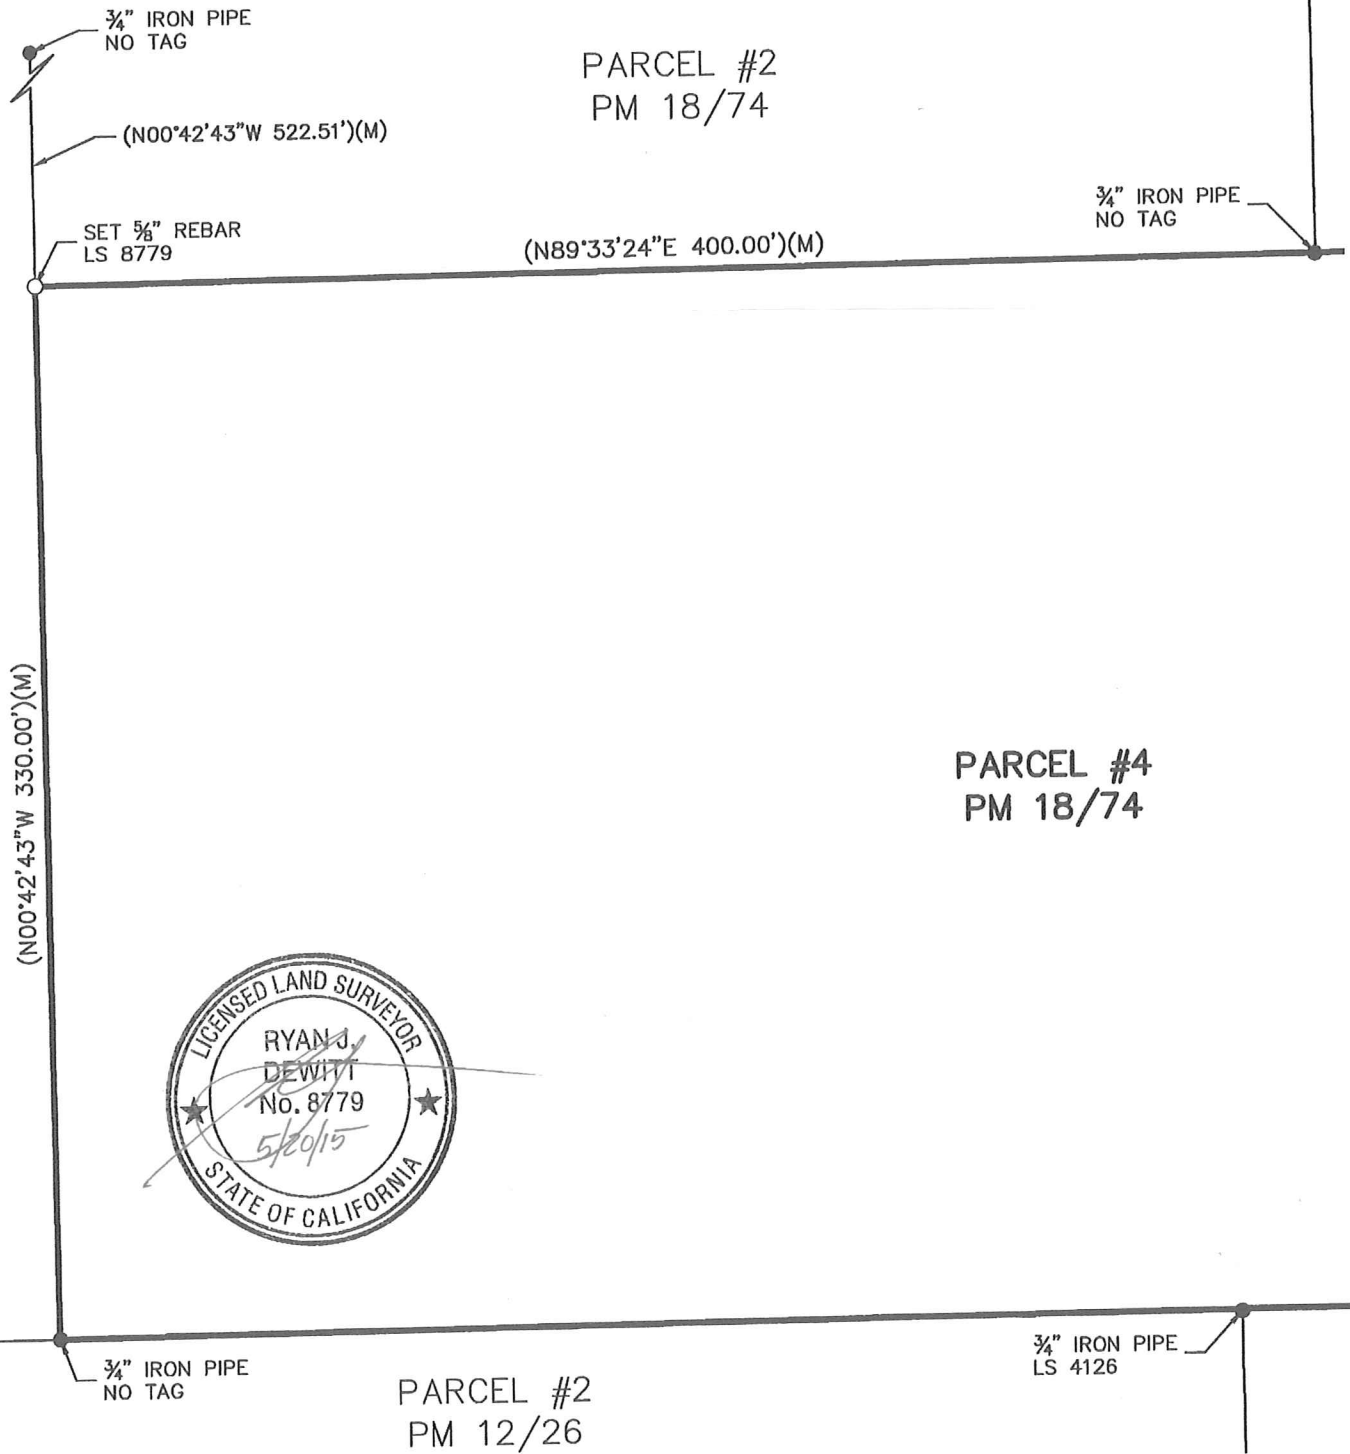 ¾" IRON PIPE
NO TAG
PARCEL #2
PM 18/74
(N00°42'43"W 522.51')(M)
¾" IRON PIPE
NO TAG
SET ⅝" REBAR
LS 8779
(N89°33'24"E 400.00')(M)
(N00°42'43"W 330.00')(M)
PARCEL #4
PM 18/74
LICENSED LAND SURVEYOR
RYAN J.
DEWITT
No. 8779
5/20/15
STATE OF CALIFORNIA
¾" IRON PIPE
LS 4126
¾" IRON PIPE
NO TAG
PARCEL #2
PM 12/26